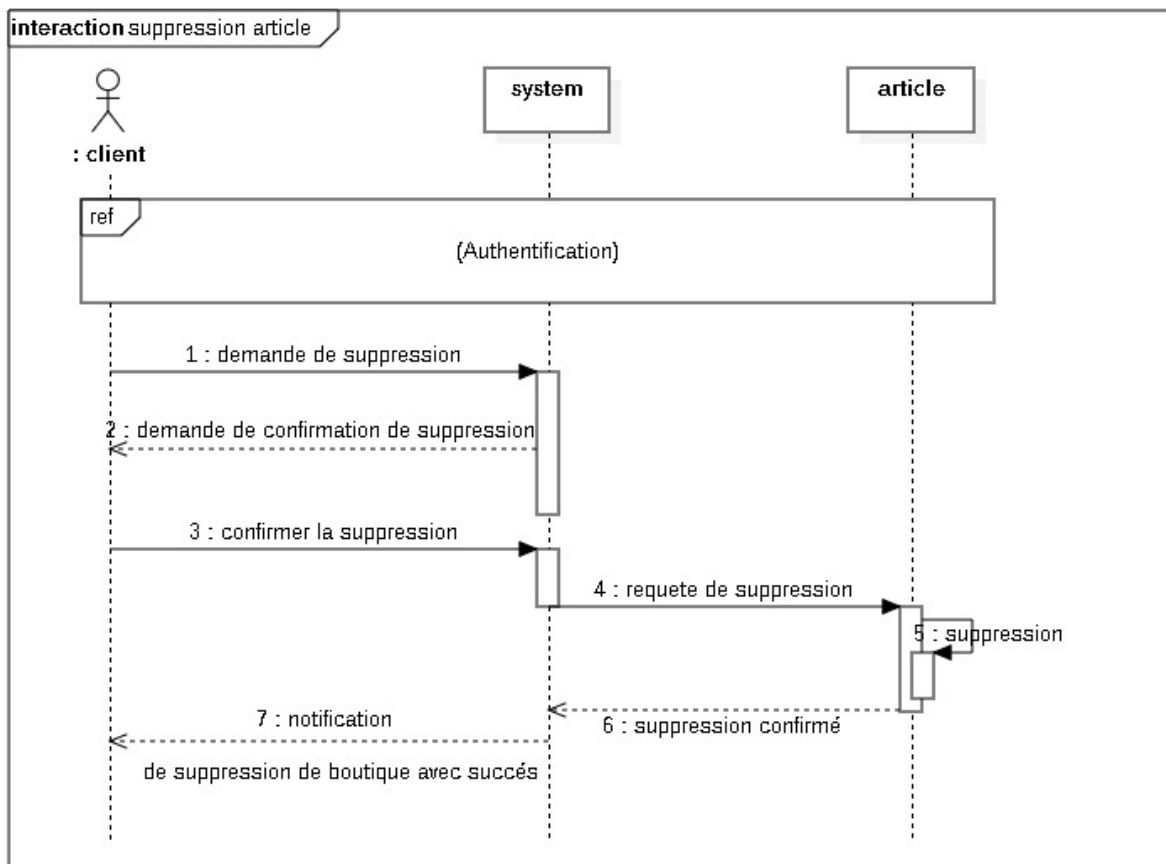 interaction suppression article
system
article
: client
ref
(Authentification)
1 : demande de suppression
2 : demande de confirmation de suppression
3 : confirmer la suppression
4 : requete de suppression
5 : suppression
6 : suppression confirmé
7 : notification
de suppression de boutique avec succés